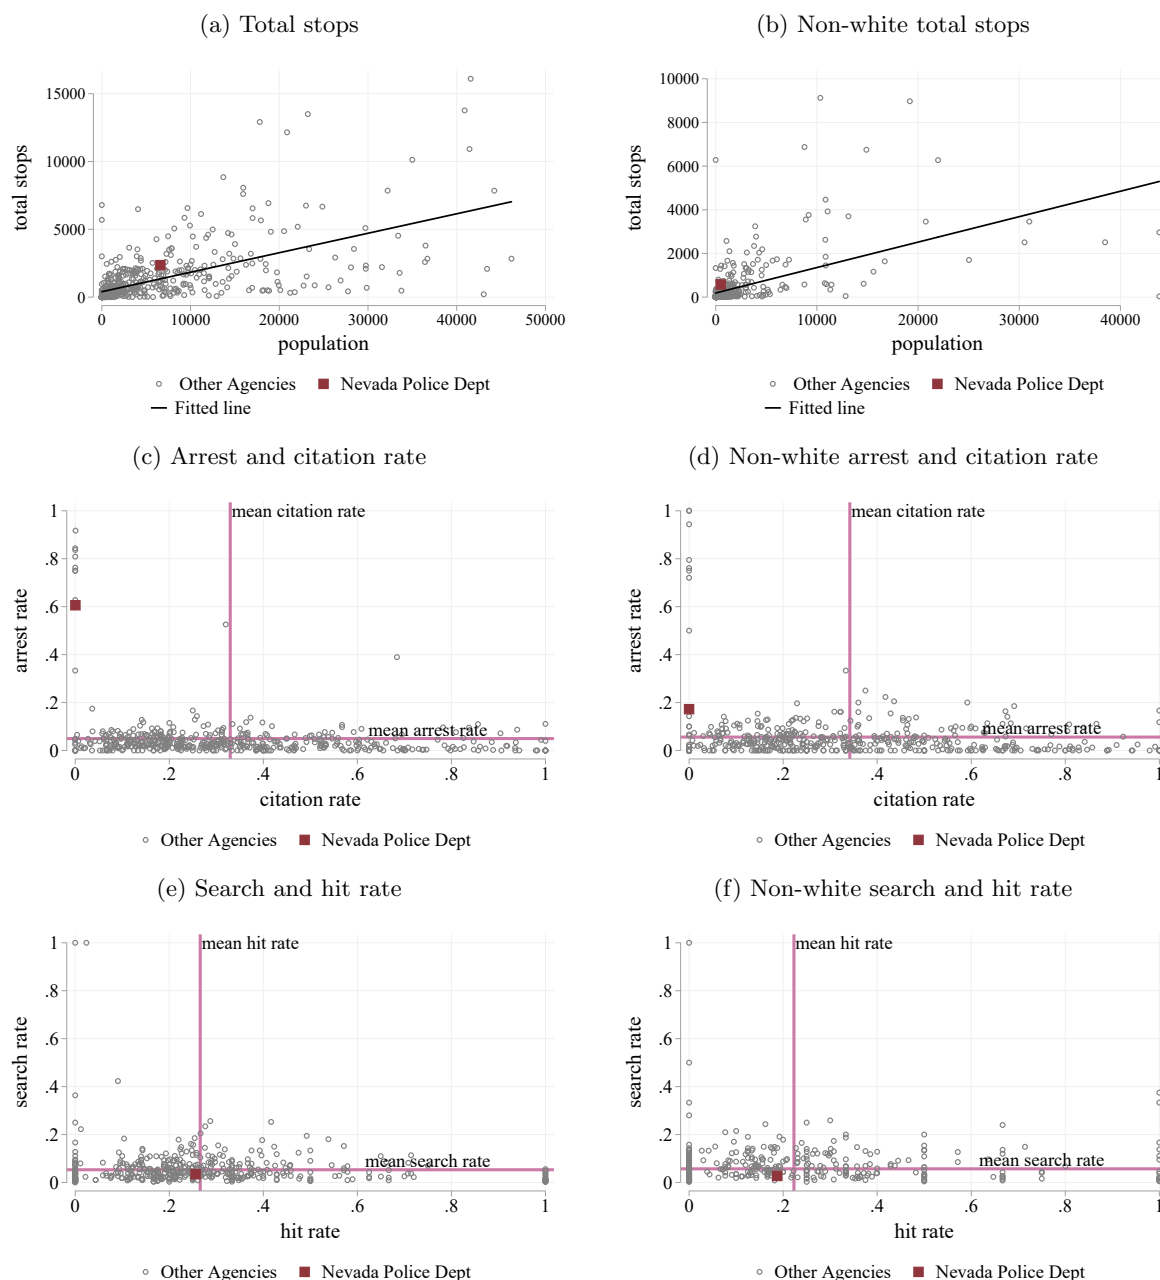 (a) Total stops
(b) Non-white total stops
total stops
15000
10000
5000
0
0 10000 20000 30000 40000 50000
population
Other Agencies Nevada Police Dept
Fitted line
total stops
10000
8000
6000
4000
2000
0
0 10000 20000 30000 40000
population
Other Agencies Nevada Police Dept
Fitted line
(c) Arrest and citation rate
(d) Non-white arrest and citation rate
arrest rate
1
.8
.6
.4
.2
0
mean citation rate
mean arrest rate
0 .2 .4 .6 .8 1
citation rate
Other Agencies Nevada Police Dept
arrest rate
1
.8
.6
.4
.2
0
mean citation rate
mean arrest rate
0 .2 .4 .6 .8 1
citation rate
Other Agencies Nevada Police Dept
(e) Search and hit rate
(f) Non-white search and hit rate
search rate
1
.8
.6
.4
.2
0
mean hit rate
mean search rate
0 .2 .4 .6 .8 1
hit rate
Other Agencies Nevada Police Dept
search rate
1
.8
.6
.4
.2
0
mean hit rate
mean search rate
0 .2 .4 .6 .8 1
hit rate
Other Agencies Nevada Police Dept